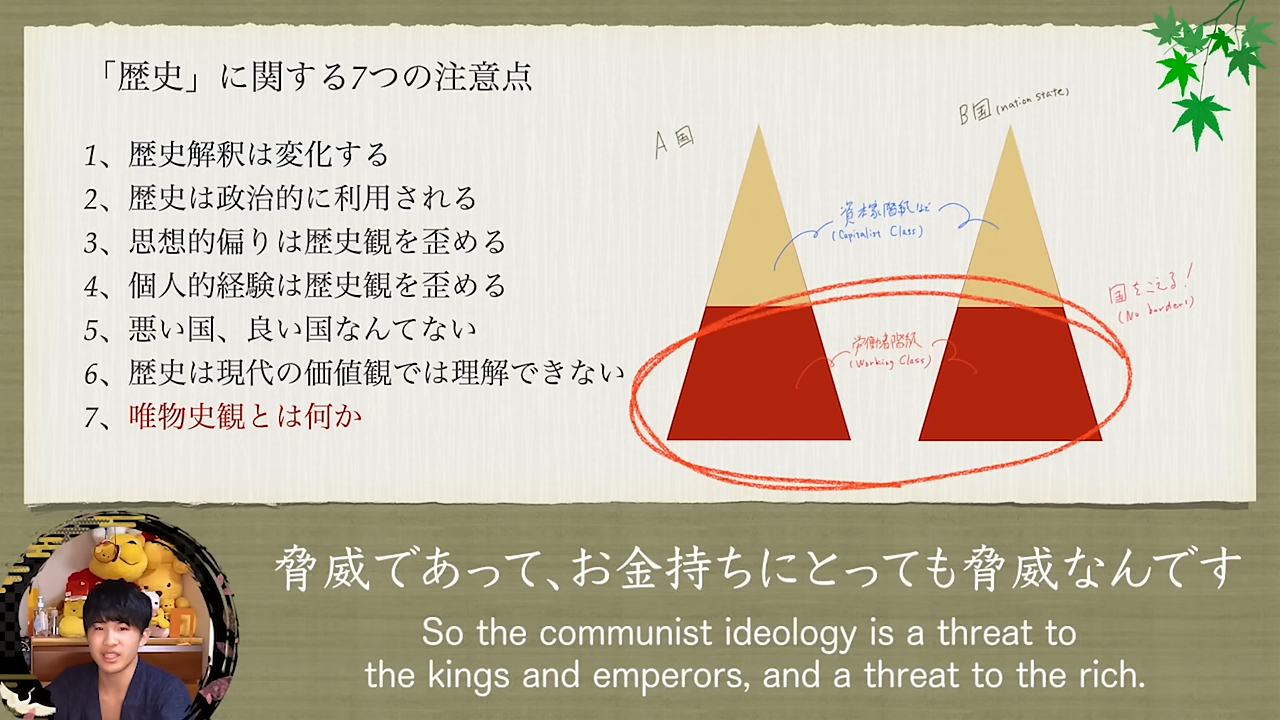 「歴史」に関する7つの注意点
1、歴史解釈は変化する
2、歴史は政治的に利用される
3、思想的偏りは歴史観を歪める
4、個人的経験は歴史観を歪める
5、悪い国、良い国なんてない
6、歴史は現代の価値観では理解できない
7、唯物史観とは何か
A国
B国 (nation state)
資本家階級など
(Capitalist Class)
国をこえる!
(No border!)
労働者階級
(Working Class)
脅威であって、お金持ちにとっても脅威なんです
So the communist ideology is a threat to
the kings and emperors, and a threat to the rich.